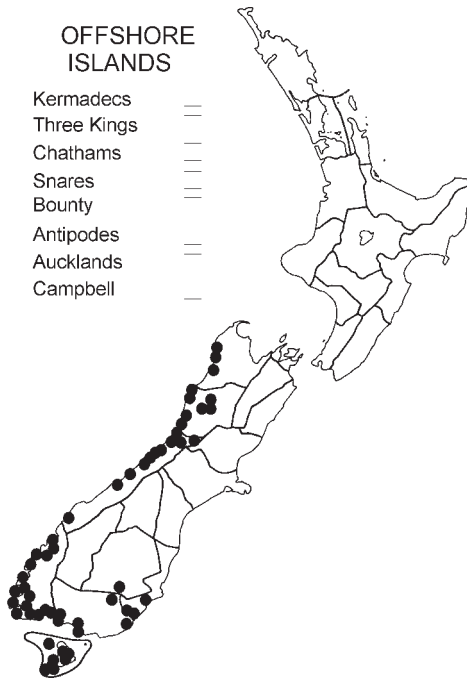 OFFSHORE
ISLANDS
Kermadecs
Three Kings
Chathams
Snares
Bounty
Antipodes
Aucklands
Campbell